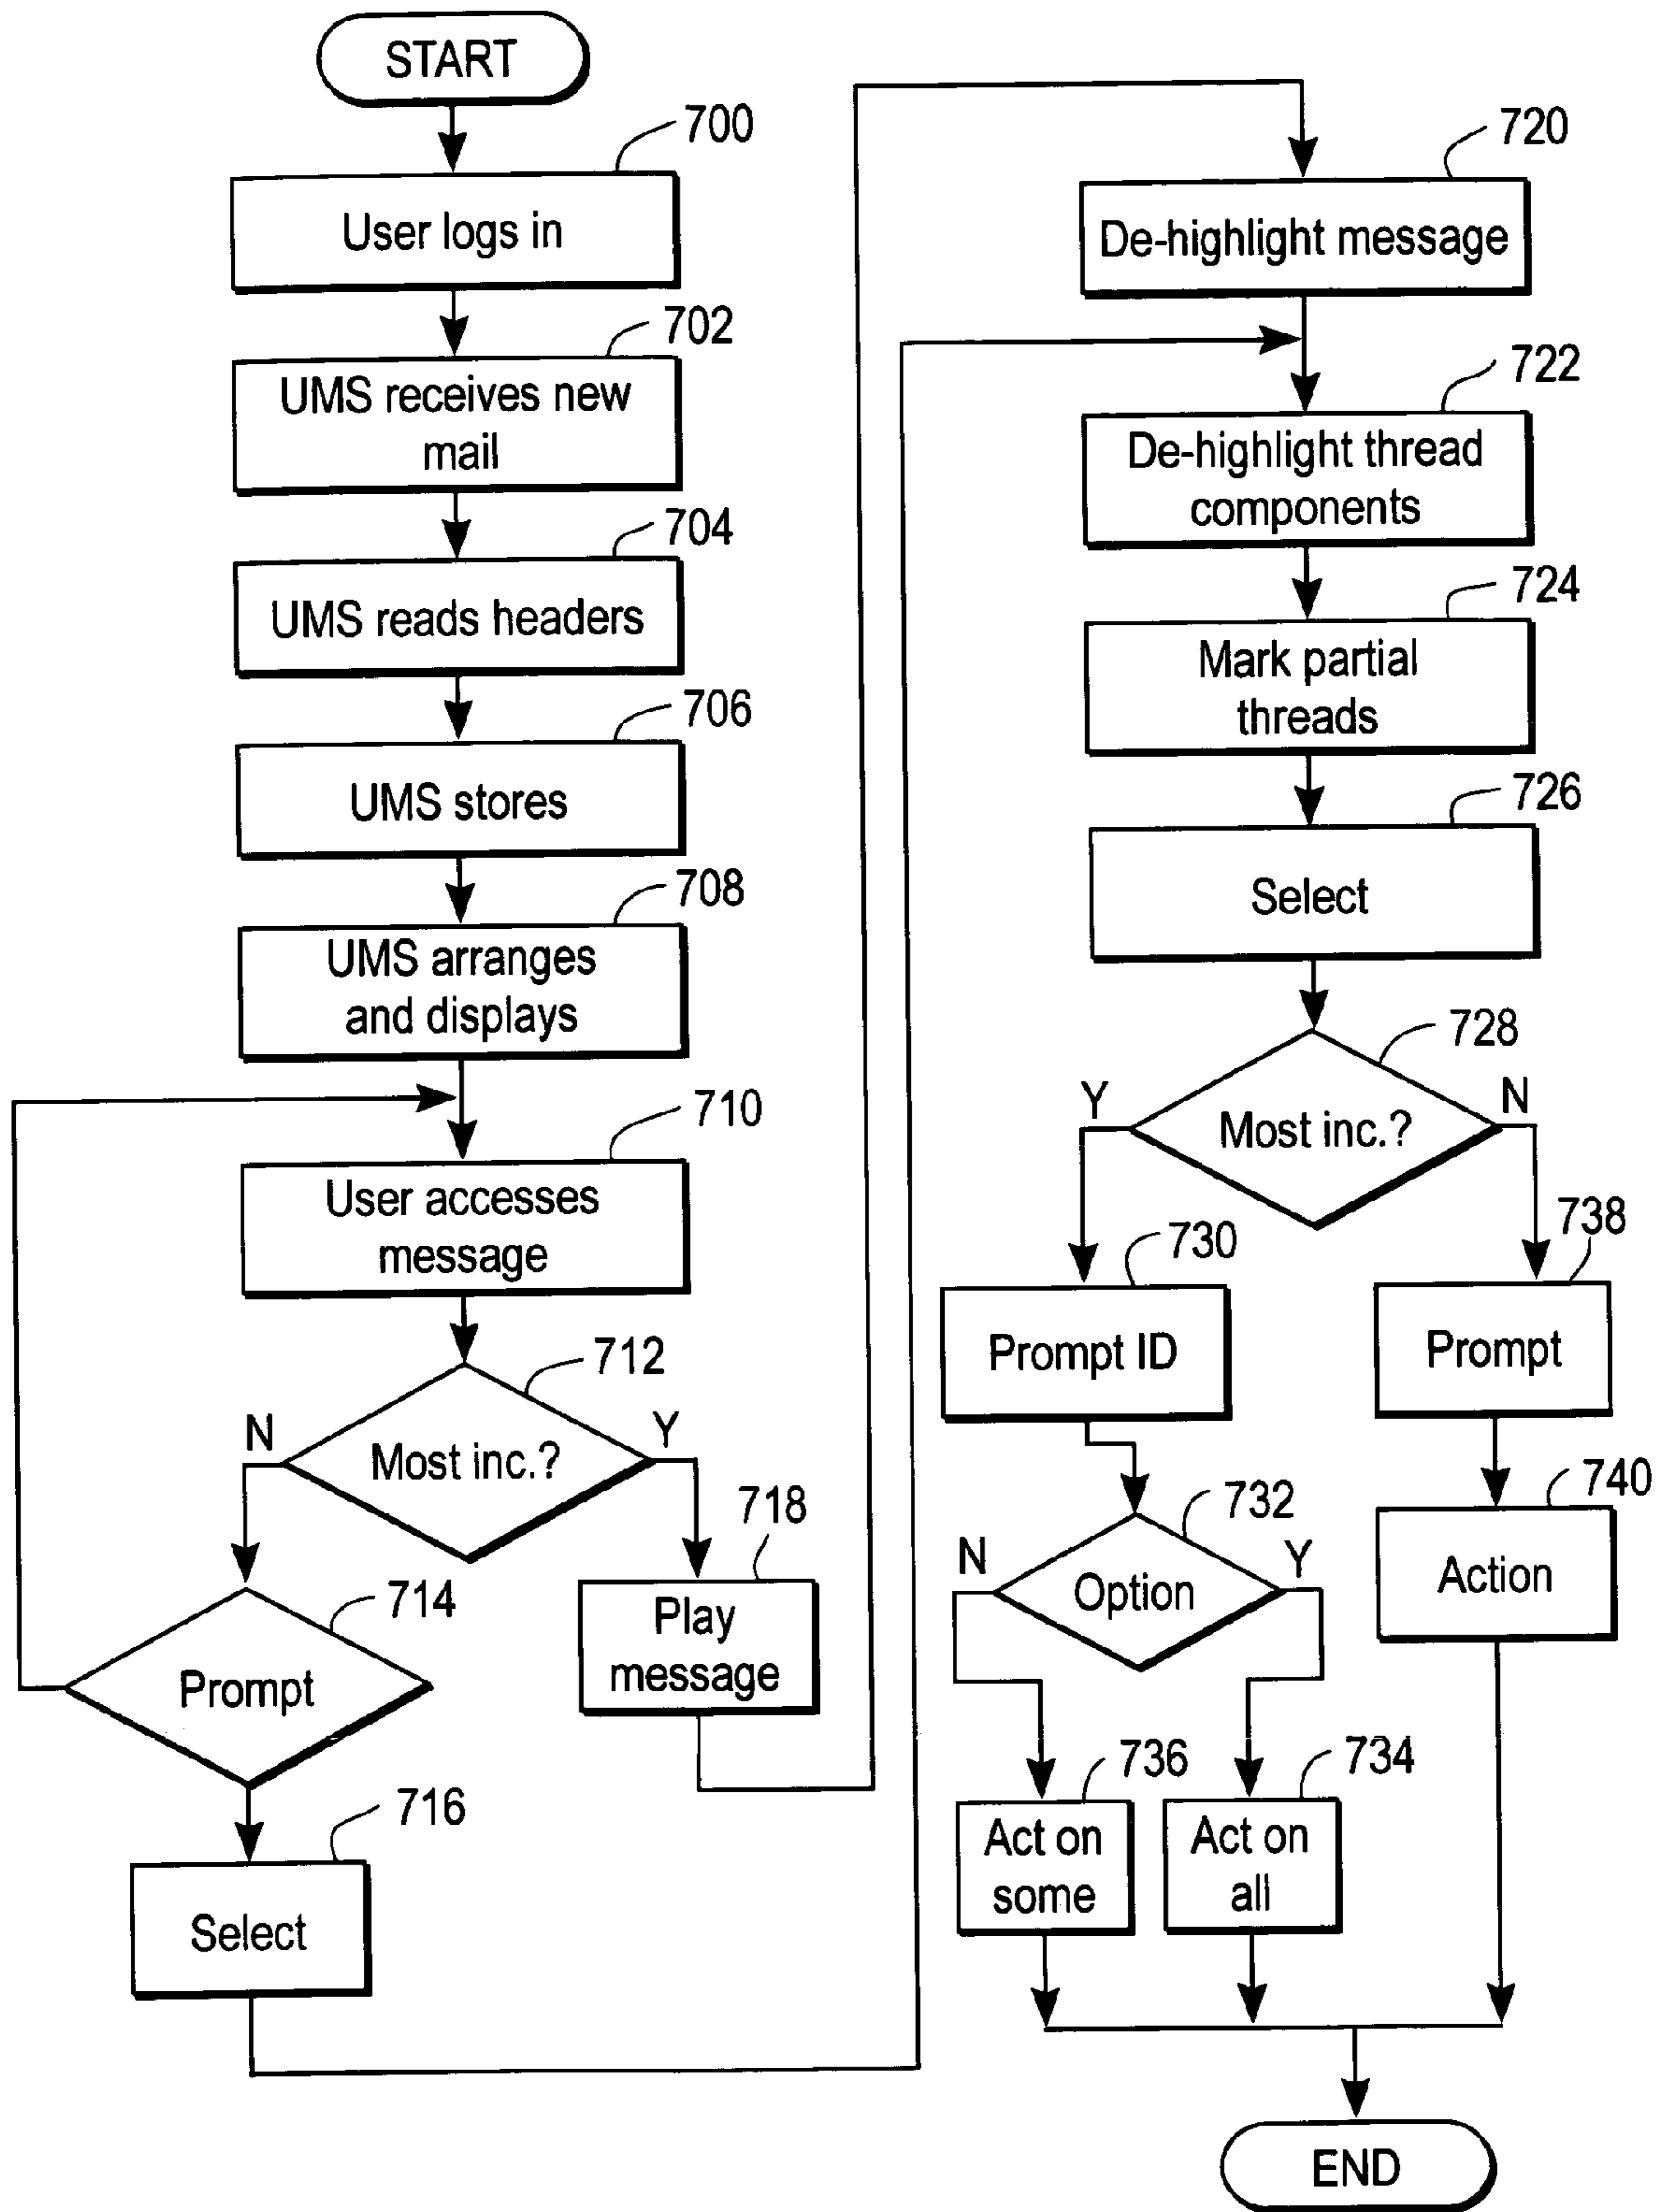 START
700
User logs in
702
UMS receives new
mail
704
UMS reads headers
706
UMS stores
708
UMS arranges
and displays
710
User accesses
message
712
N
Y
Most inc.?
714
Prompt
718
Play
message
716
Select
720
De-highlight message
722
De-highlight thread
components
724
Mark partial
threads
726
Select
728
Y
N
Most inc.?
730
Prompt ID
738
Prompt
732
N
Y
Option
740
Action
736
Act on
some
734
Act on
all
END